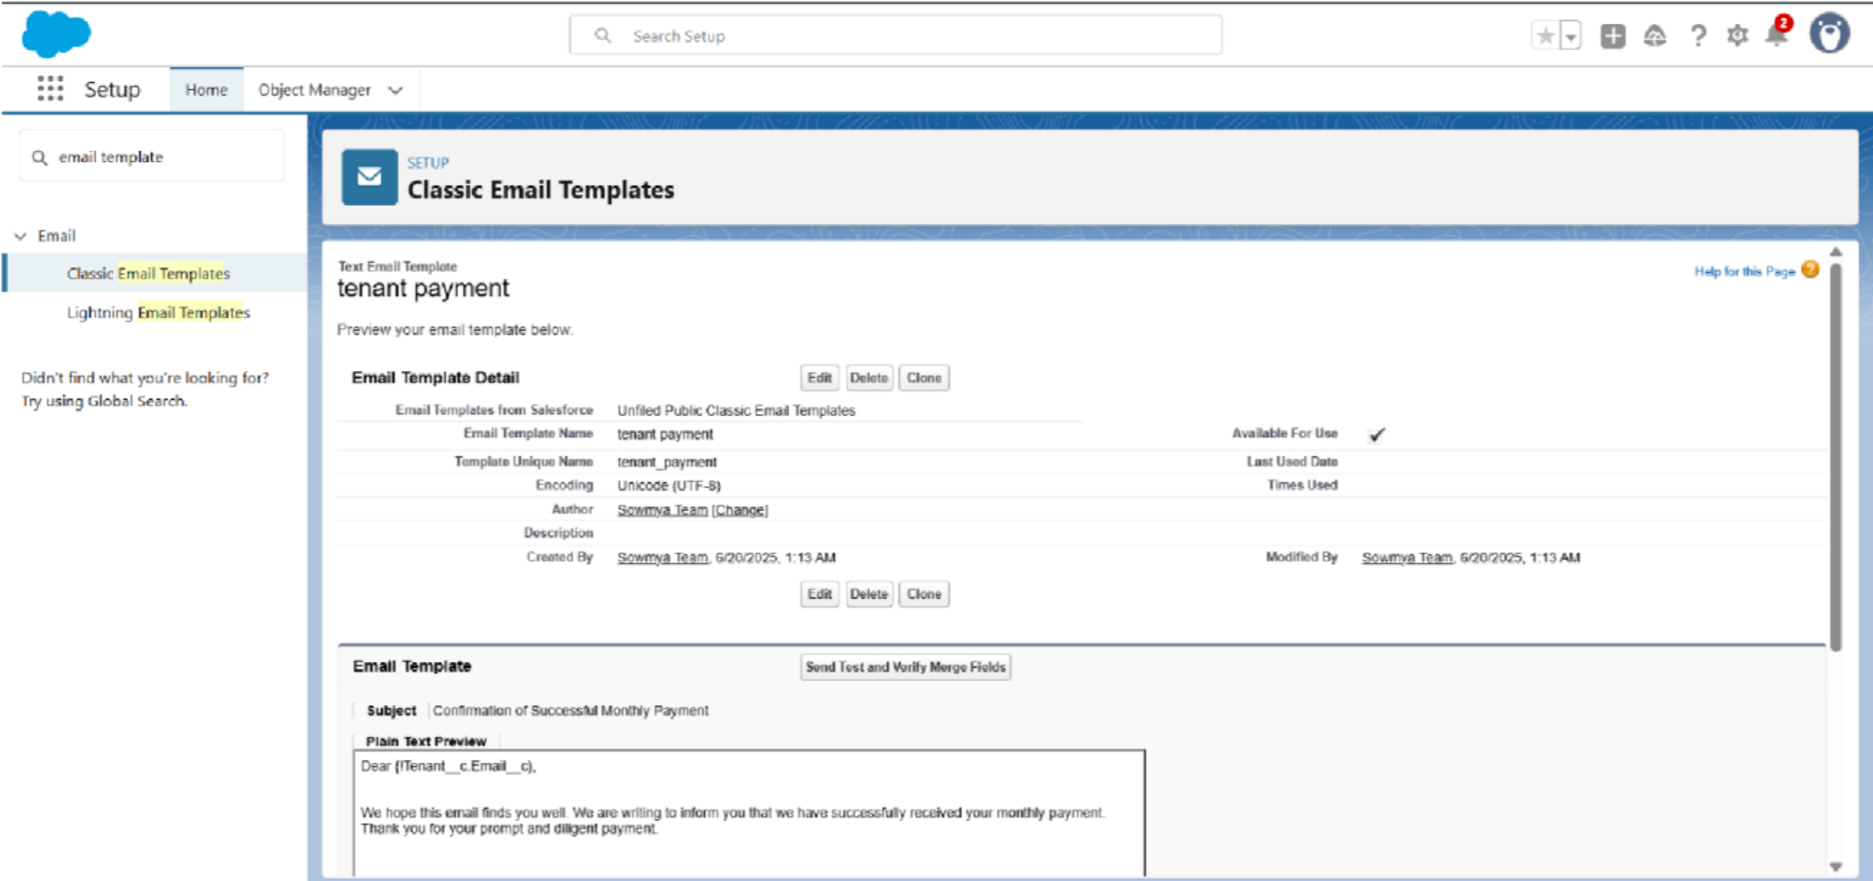 Search Setup
2
Setup
Home
Object Manager
email template
Email
Classic Email Templates
Lightning Email Templates
Didn't find what you're looking for?
Try using Global Search.
SETUP
Classic Email Templates
Help for this Page ?
Text Email Template
tenant payment
Preview your email template below.
Email Template Detail
Edit Delete Clone
Email Templates from Salesforce Unfiled Public Classic Email Templates
Email Template Name tenant payment Available For Use
Template Unique Name tenant_payment Last Used Date
Encoding Unicode (UTF-8) Times Used
Author Sowmya Team [Change]
Description
Created By Sowmya Team, 6/20/2025, 1:13 AM Modified By Sowmya Team, 6/20/2025, 1:13 AM
Edit Delete Clone
Email Template Send Test and Verify Merge Fields
Subject Confirmation of Successful Monthly Payment
Plain Text Preview
Dear {!Tenant__c.Email__c},
We hope this email finds you well. We are writing to inform you that we have successfully received your monthly payment.
Thank you for your prompt and diligent payment.